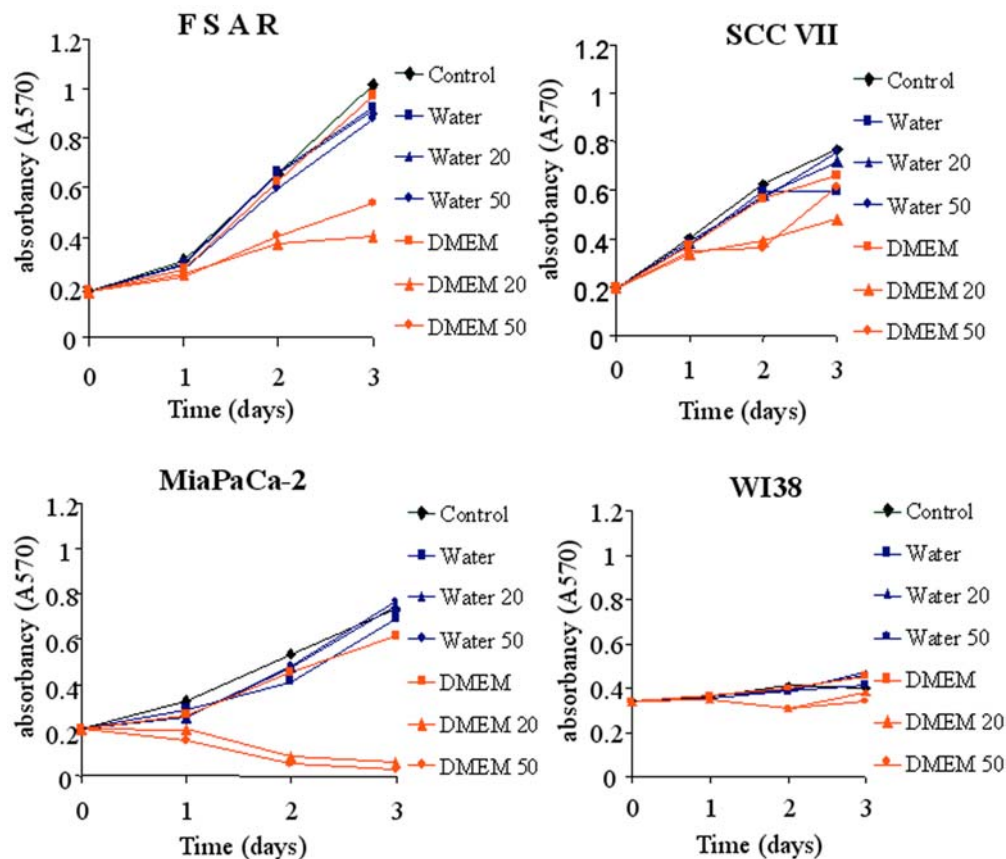 F S A R
absorbancy (A570)
1.2
1
0.8
0.6
0.4
0.2
0
0 1 2 3
Time (days)
Control
Water
Water 20
Water 50
DMEM
DMEM 20
DMEM 50
SCC VII
absorbancy (A570)
1.2
1
0.8
0.6
0.4
0.2
0
0 1 2 3
Time (days)
Control
Water
Water 20
Water 50
DMEM
DMEM 20
DMEM 50
MiaPaCa-2
absorbancy (A570)
1.2
1
0.8
0.6
0.4
0.2
0
0 1 2 3
Time (days)
Control
Water
Water 20
Water 50
DMEM
DMEM 20
DMEM 50
WI38
absorbancy (A570)
1.2
1
0.8
0.6
0.4
0.2
0
0 1 2 3
Time (days)
Control
Water
Water 20
Water 50
DMEM
DMEM 20
DMEM 50